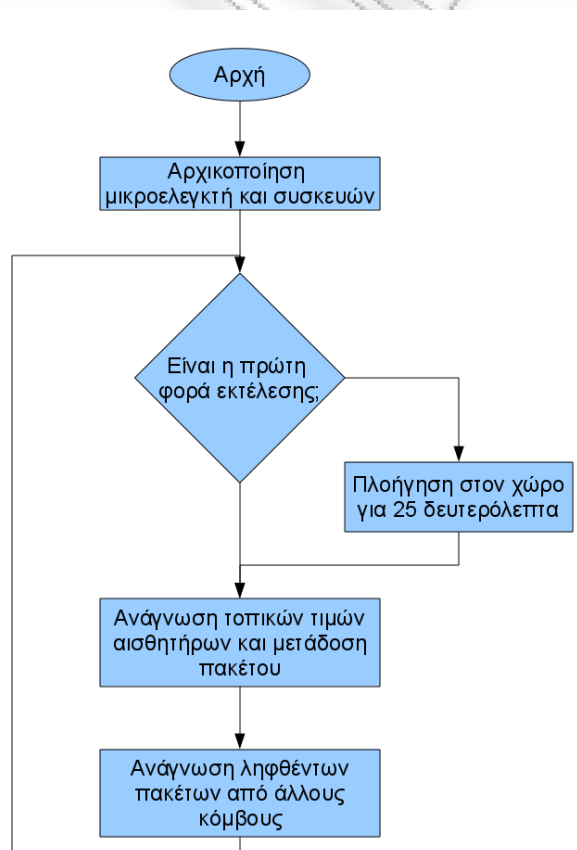 Αρχή
Αρχικοποίηση
μικροελεγκτή και συσκευών
Είναι η πρώτη
φορά εκτέλεσης;
Πλοήγηση στον χώρο
για 25 δευτερόλεπτα
Ανάγνωση τοπικών τιμών
αισθητήρων και μετάδοση
πακέτου
Ανάγνωση ληφθέντων
πακέτων από άλλους
κόμβους